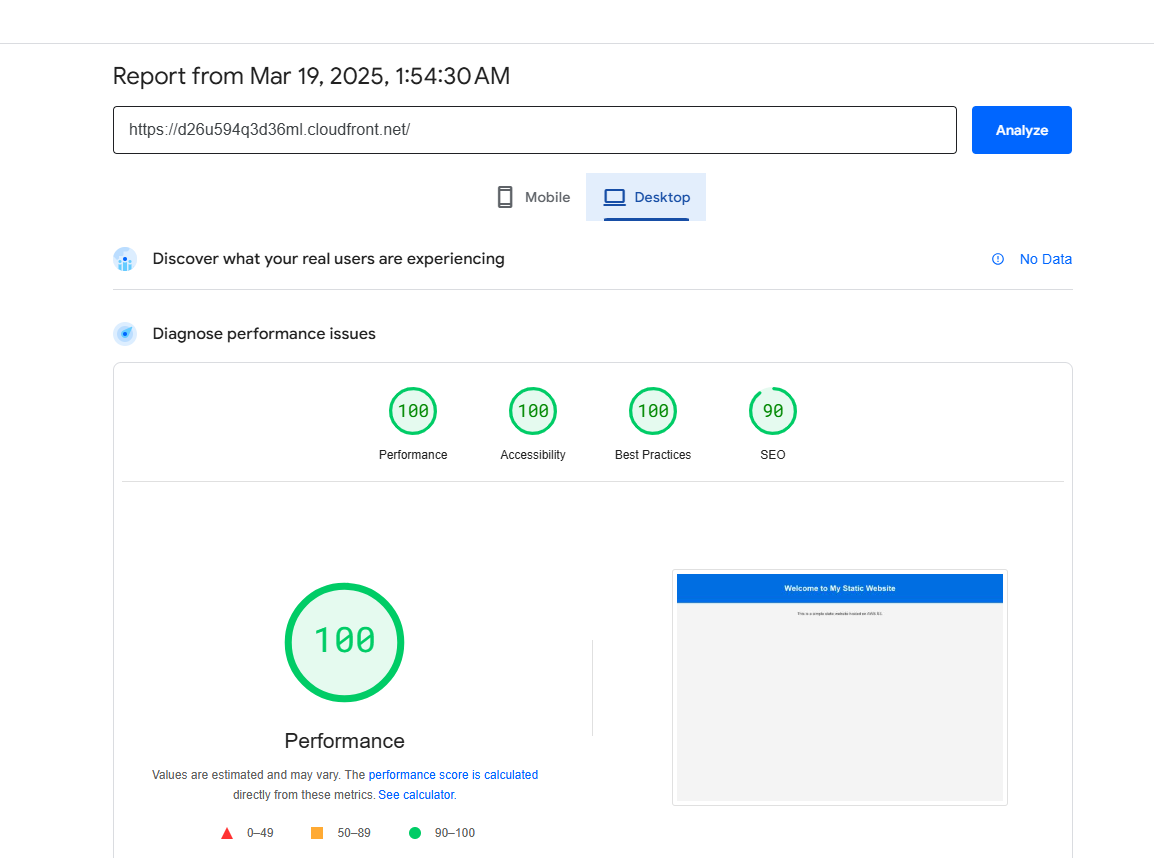 Report from Mar 19, 2025, 1:54:30 AM
https://d26u594q3d36ml.cloudfront.net/
Analyze
Mobile
Desktop
Discover what your real users are experiencing
No Data
Diagnose performance issues
100
100
100
90
Performance
Accessibility
Best Practices
SEO
100
Welcome to My Static Website
This is a simple static website hosted on AWS S3.
Performance
Values are estimated and may vary. The performance score is calculated
directly from these metrics. See calculator.
0–49
50–89
90–100